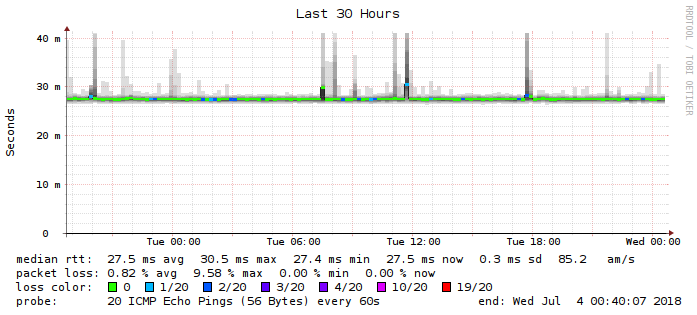 Last 30 Hours
RRDTOOL / TOBI OETIKER
Seconds
40 m
30 m
20 m
10 m
0
Tue 00:00 Tue 06:00 Tue 12:00 Tue 18:00 Wed 00:00
median rtt: 27.5 ms avg 30.5 ms max 27.4 ms min 27.5 ms now 0.3 ms sd 85.2 am/s
packet loss: 0.82 % avg 9.58 % max 0.00 % min 0.00 % now
loss color: 0 1/20 2/20 3/20 4/20 10/20 19/20
probe: 20 ICMP Echo Pings (56 Bytes) every 60s end: Wed Jul 4 00:40:07 2018